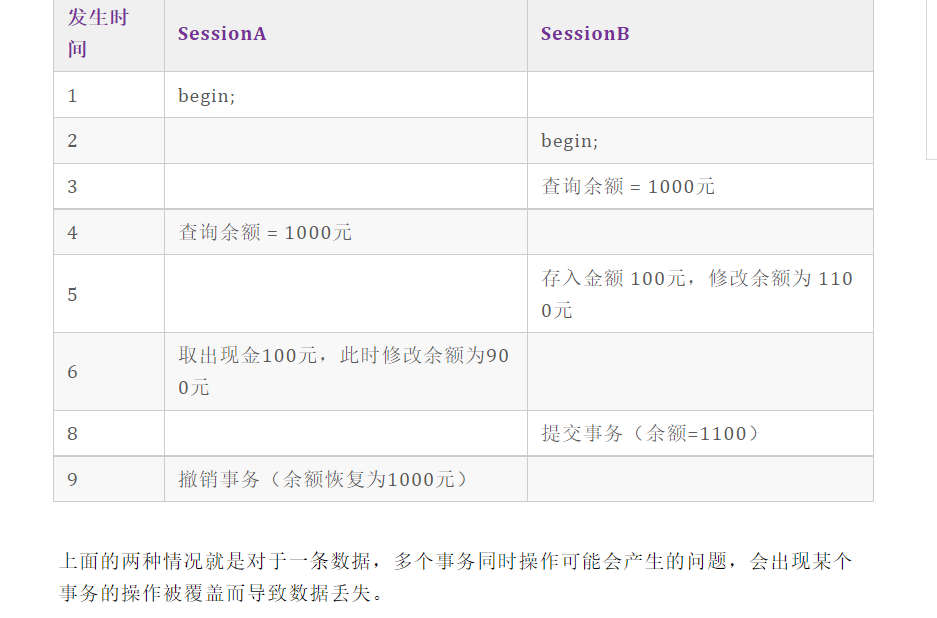 发生时
间
SessionA
SessionB
1
begin;
2
begin;
3
查询余额 = 1000元
4
查询余额 = 1000元
5
存入金额 100元，修改余额为 110
0元
6
取出现金100元，此时修改余额为90
0元
8
提交事务（余额=1100）
9
撤销事务（余额恢复为1000元）
上面的两种情况就是对于一条数据，多个事务同时操作可能会产生的问题，会出现某个
事务的操作被覆盖而导致数据丢失。